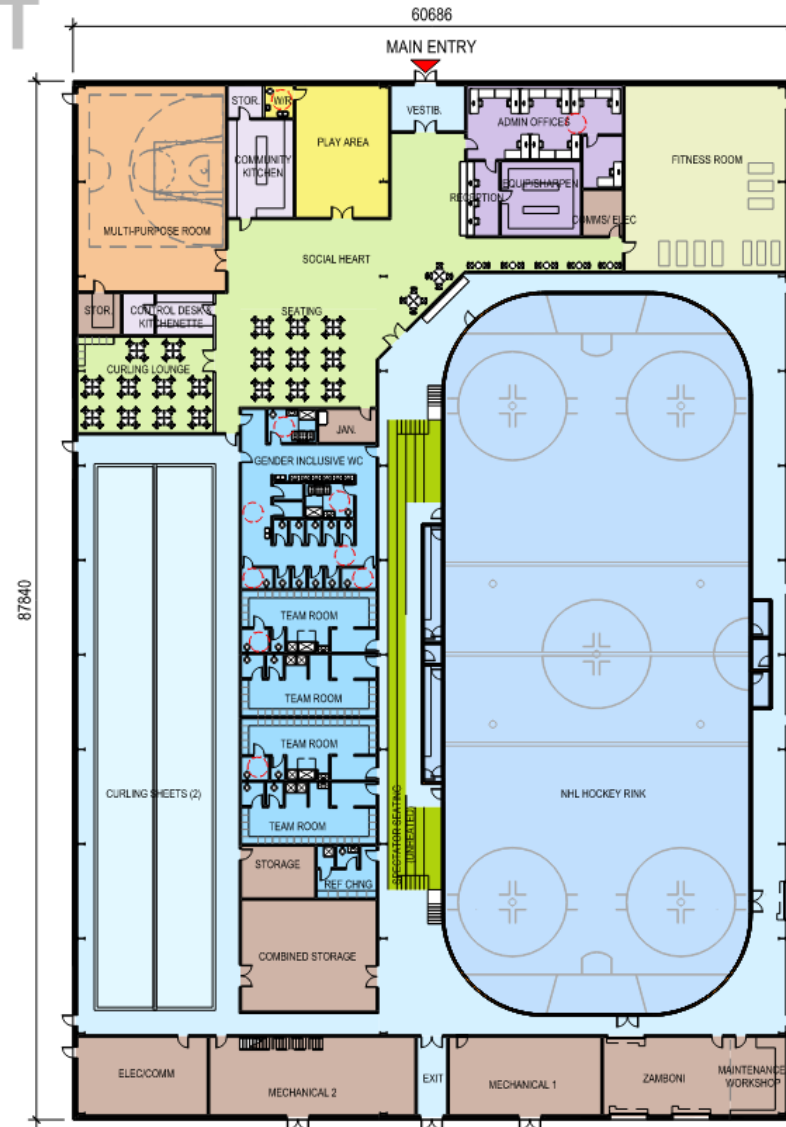 T
60686
MAIN ENTRY
STOR.
W/R
VESTIB.
ADMIN OFFICES
PLAY AREA
COMMUNITY
KITCHEN
FITNESS ROOM
EQUIP/SHARPEN
RECEPTION
COMMS/ ELEC
MULTI-PURPOSE ROOM
SOCIAL HEART
STOR.
CONTROL DESK &
KITCHENETTE
SEATING
CURLING LOUNGE
JAN.
GENDER INCLUSIVE WC
87840
TEAM ROOM
TEAM ROOM
TEAM ROOM
CURLING SHEETS (2)
SPECTATOR SEATING
(UNHEATED)
NHL HOCKEY RINK
TEAM ROOM
STORAGE
REF CHNG
COMBINED STORAGE
ELEC/COMM
MECHANICAL 2
EXIT
MECHANICAL 1
ZAMBONI
MAINTENANCE
WORKSHOP